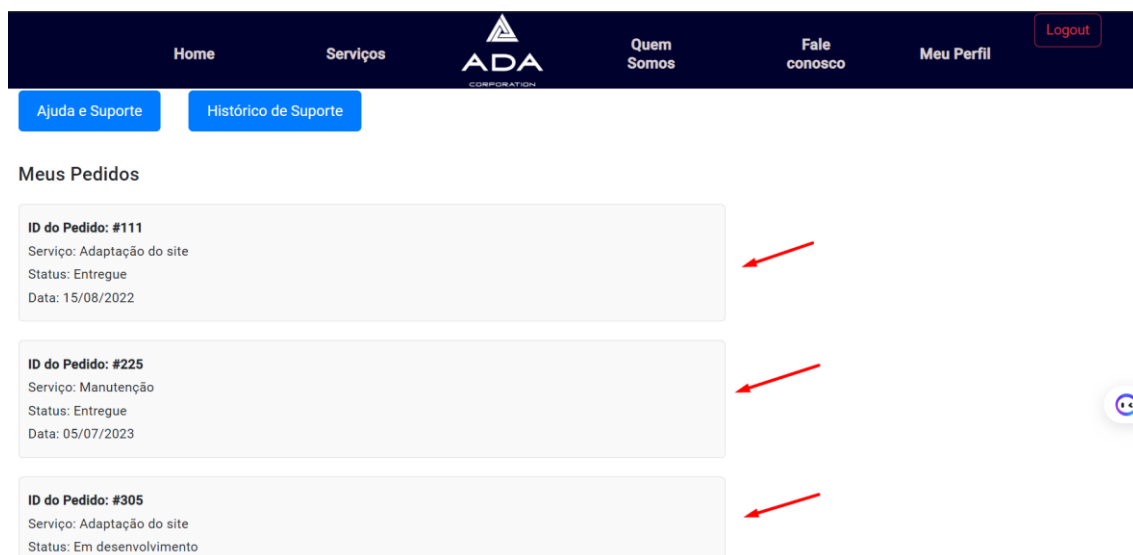 Home
Serviços
ADA
CORPORATION
Quem
Somos
Fale
conosco
Meu Perfil
Logout
Ajuda e Suporte
Histórico de Suporte
Meus Pedidos
ID do Pedido: #111
Serviço: Adaptação do site
Status: Entregue
Data: 15/08/2022
ID do Pedido: #225
Serviço: Manutenção
Status: Entregue
Data: 05/07/2023
ID do Pedido: #305
Serviço: Adaptação do site
Status: Em desenvolvimento